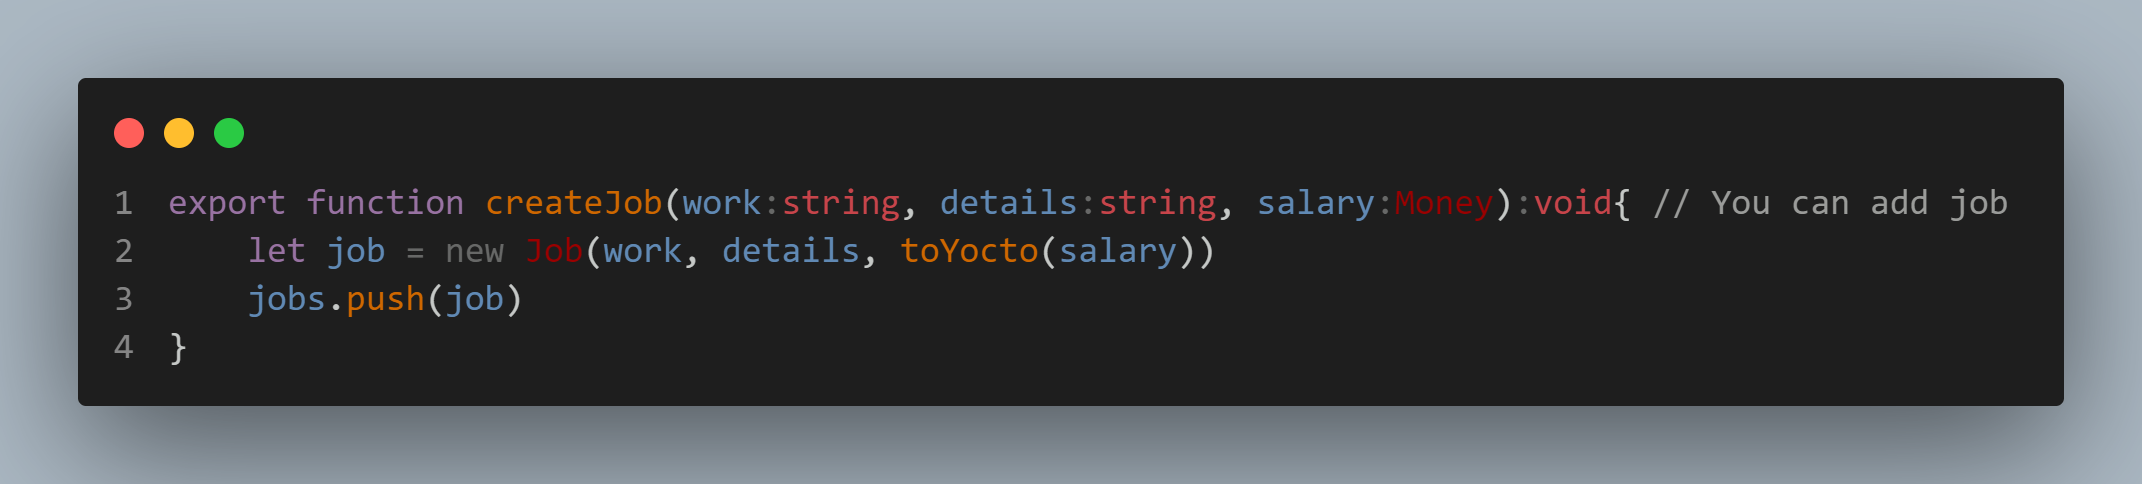 1 export function createJob(work:string, details:string, salary:Money):void{ // You can add job
2     let job = new Job(work, details, toYocto(salary))
3     jobs.push(job)
4 }